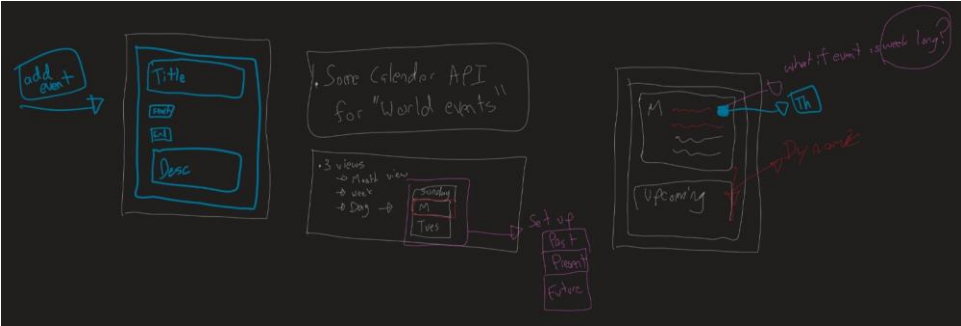 add
event
Title
Start
End
Desc
• Some Calendar API
for "World events"
• 3 views
→ Month view
→ week
→ Day →
Sunday
M
Tues
Set up
Past
Present
Future
what if event is week long?
M
Th
Dynamic
Upcoming